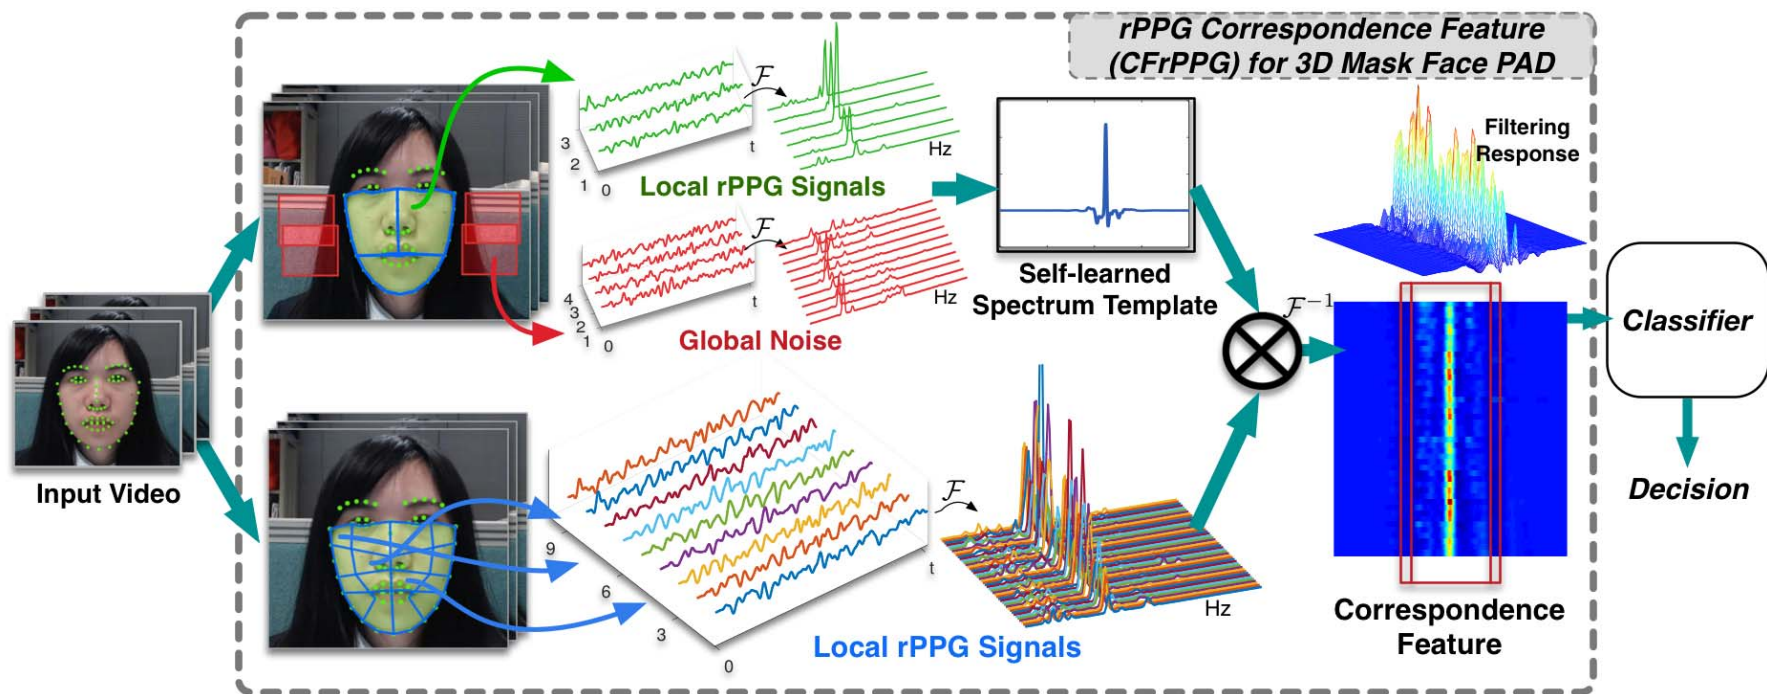 rPPG Correspondence Feature
(CFrPPG) for 3D Mask Face PAD
Input Video
3
2
1
0
t
ℱ
Hz
Local rPPG Signals
4
3
2
1
0
t
ℱ
Hz
Global Noise
Self-learned
Spectrum Template
9
6
3
0
t
ℱ
Hz
Local rPPG Signals
ℱ⁻¹
Filtering
Response
Correspondence
Feature
Classifier
Decision